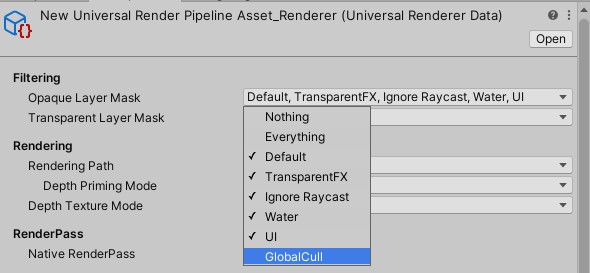 New Universal Render Pipeline Asset_Renderer (Universal Renderer Data)
Open
Filtering
Opaque Layer Mask Default, TransparentFX, Ignore Raycast, Water, UI
Transparent Layer Mask
Nothing
Everything
✓ Default
✓ TransparentFX
✓ Ignore Raycast
✓ Water
✓ UI
GlobalCull
Rendering
Rendering Path
Depth Priming Mode
Depth Texture Mode
RenderPass
Native RenderPass